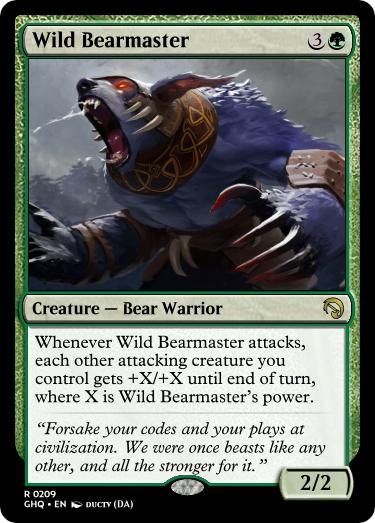 Wild Bearmaster 3
Creature — Bear Warrior
Whenever Wild Bearmaster attacks,
each other attacking creature you
control gets +X/+X until end of turn,
where X is Wild Bearmaster's power.
"Forsake your codes and your plays at
civilization. We were once beasts like any
other, and all the stronger for it."
2/2
R 0209
GHQ • EN DUCTV (DA)